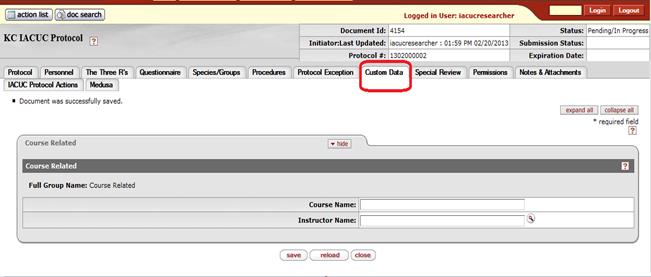 action list doc search Login Logout
Logged in User: iacucresearcher
KC IACUC Protocol ?
Document Id: 4154 Status: Pending/In Progress
Initiator:Last Updated: iacucresearcher : 01:59 PM 02/20/2013 Submission Status:
Protocol #: 1302000002 Expiration Date:
Protocol Personnel The Three R's Questionnaire Species/Groups Procedures Protocol Exception Custom Data Special Review Permissions Notes & Attachments
IACUC Protocol Actions Medusa
Document was successfully saved.
expand all collapse all
* required field
?
Course Related hide
Course Related ?
Full Group Name: Course Related
Course Name:
Instructor Name:
save reload close